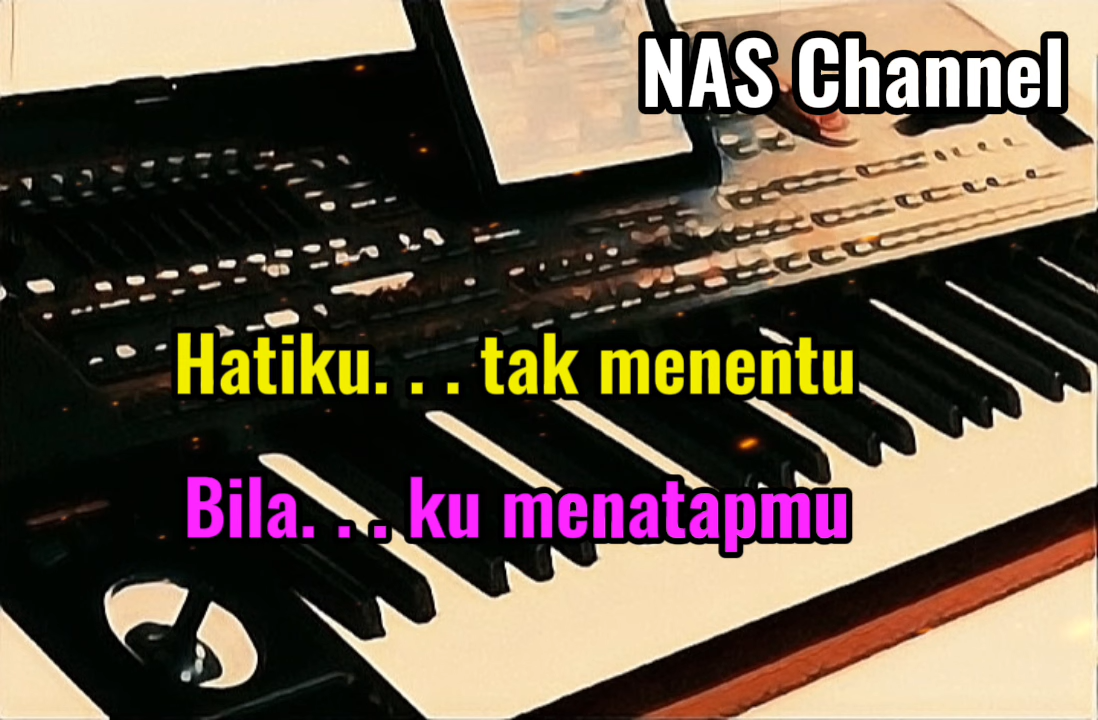 NAS Channel
Hatiku. . . tak menentu
Bila. . . ku menatapmu